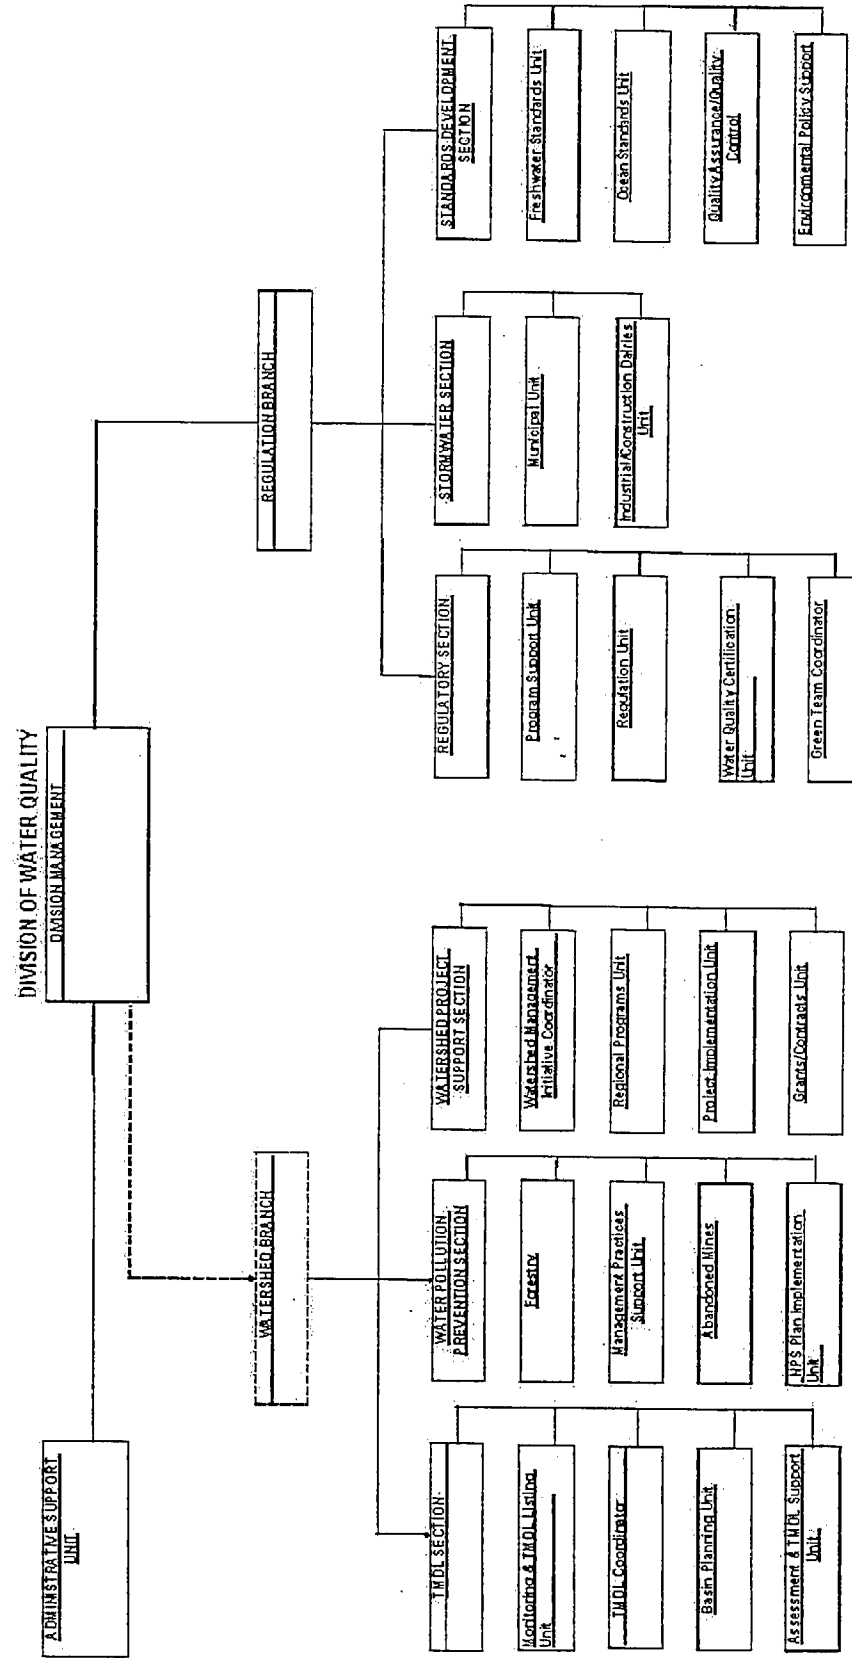 DIVISION OF WATER QUALITY
DIVISION MANAGEMENT
ADMINISTRATIVE SUPPORT
UNIT
WATERSHED BRANCH
REGULATION BRANCH
TMDL SECTION
Monitoring & TMDL Listing
Unit
TMDL Coordinator
Basin Planning Unit
Assessment & TMDL Support
Unit
WATER POLLUTION
PREVENTION SECTION
Forestry
Management Practices
Support Unit
Abandoned Mines
NPS Plan Implementation
Unit
WATERSHED PROJECT
SUPPORT SECTION
Watershed Management
Initiative Coordinator
Regional Programs Unit
Project Implementation Unit
Grants/Contracts Unit
REGULATORY SECTION
Program Support Unit
Regulation Unit
Water Quality Certification
Unit
Green Team Coordinator
STORMWATER SECTION
Municipal Unit
Industrial/Construction Dairies
Unit
STANDARDS DEVELOPMENT
SECTION
Freshwater Standards Unit
Ocean Standards Unit
Quality Assurance/Quality
Control
Environmental Policy Support